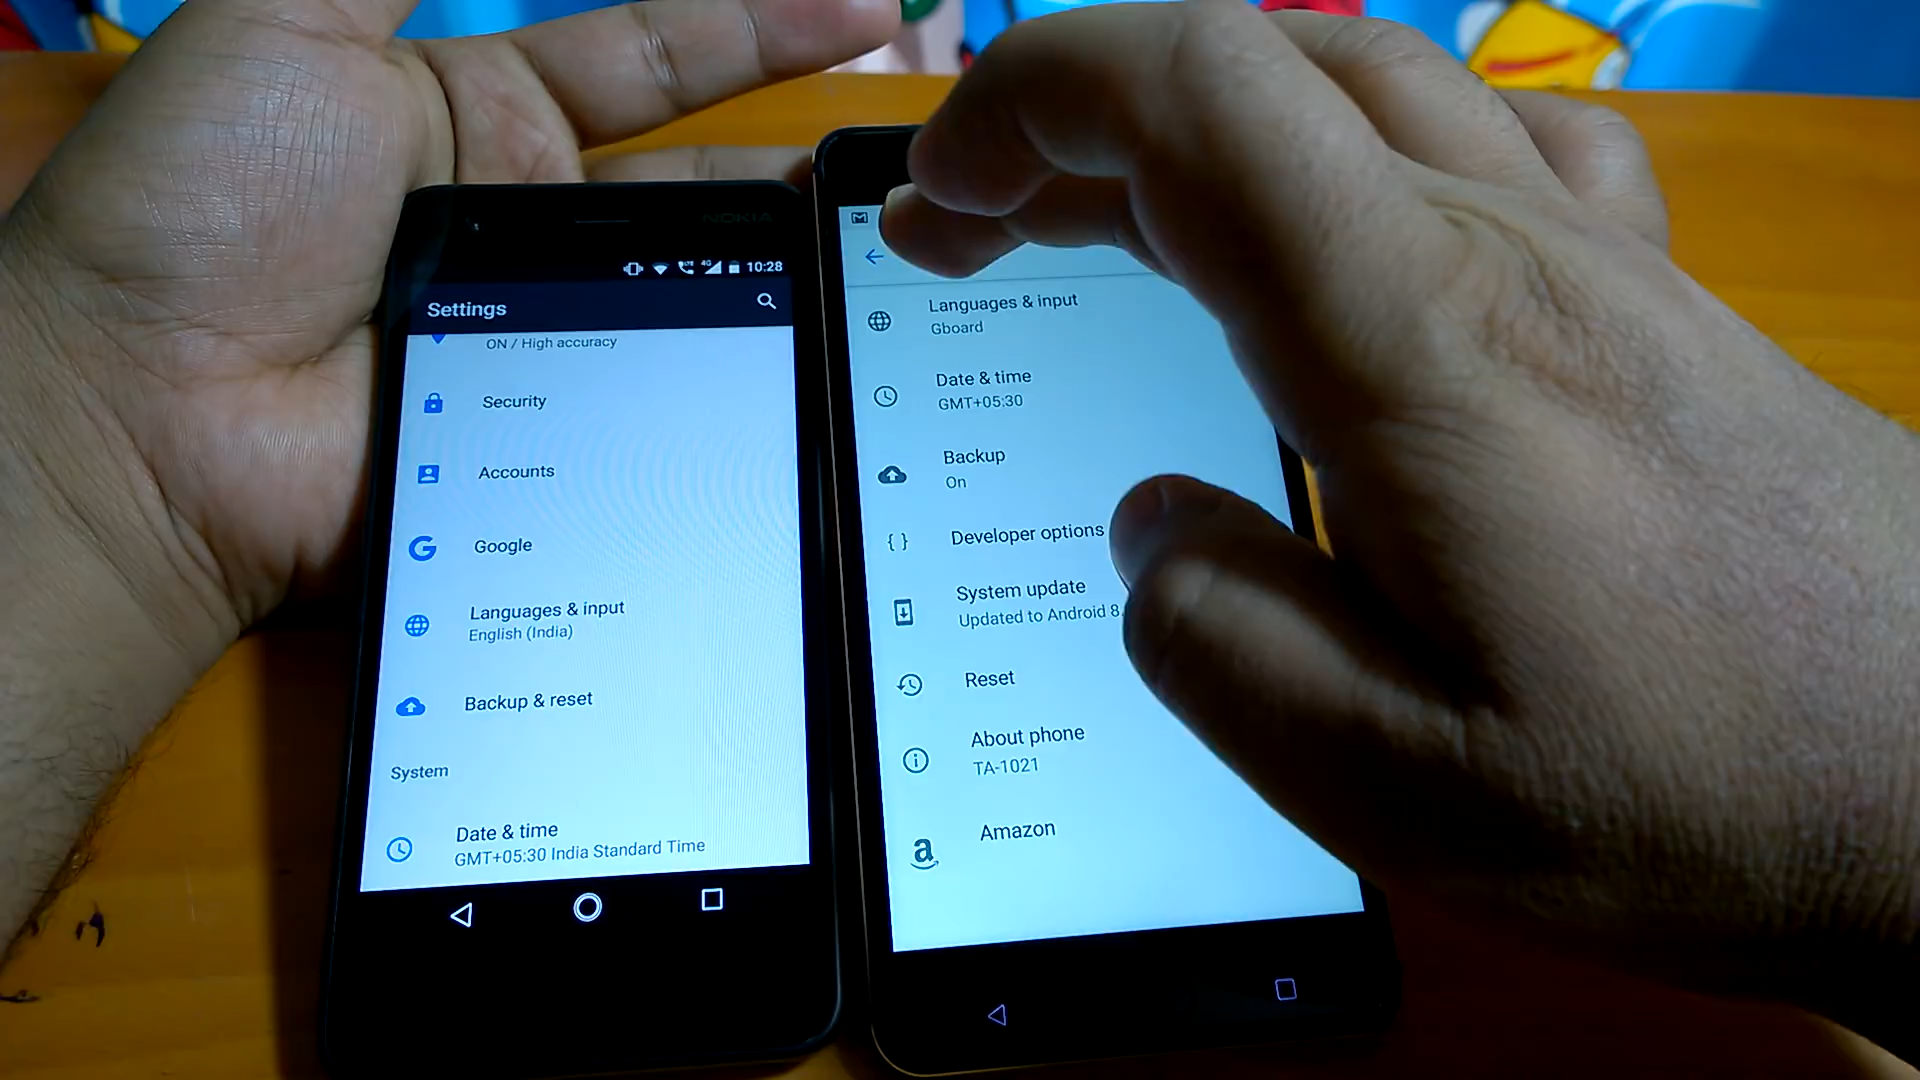 NOKIA
4G
10:28
Settings
ON / High accuracy
Security
Accounts
Google
Languages & input
English (India)
Backup & reset
System
Date & time
GMT+05:30 India Standard Time
Languages & input
Gboard
Date & time
GMT+05:30
Backup
On
{ } Developer options
System update
Updated to Android 8.
Reset
About phone
TA-1021
a Amazon